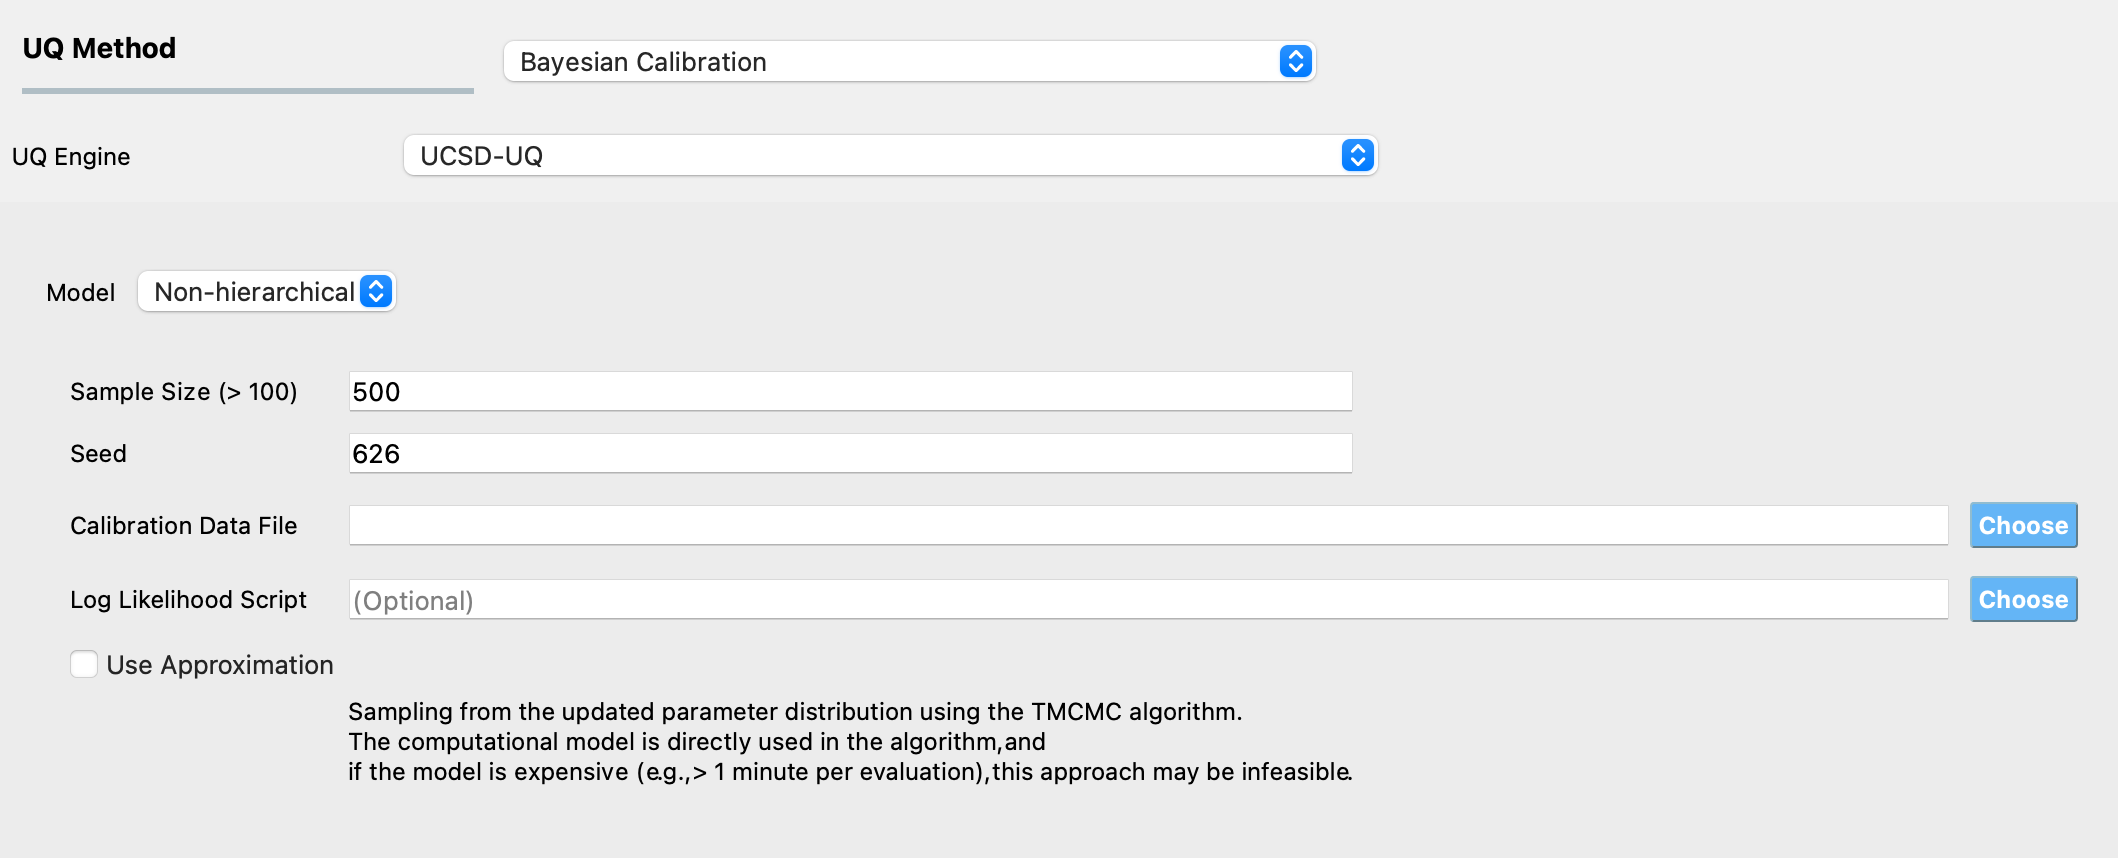 UQ Method
Bayesian Calibration
UQ Engine
UCSD-UQ
Model
Non-hierarchical
Sample Size (> 100)
500
Seed
626
Calibration Data File
Choose
Log Likelihood Script
(Optional)
Choose
Use Approximation
Sampling from the updated parameter distribution using the TMCMC algorithm.
The computational model is directly used in the algorithm,and
if the model is expensive (e.g.,> 1 minute per evaluation),this approach may be infeasible.